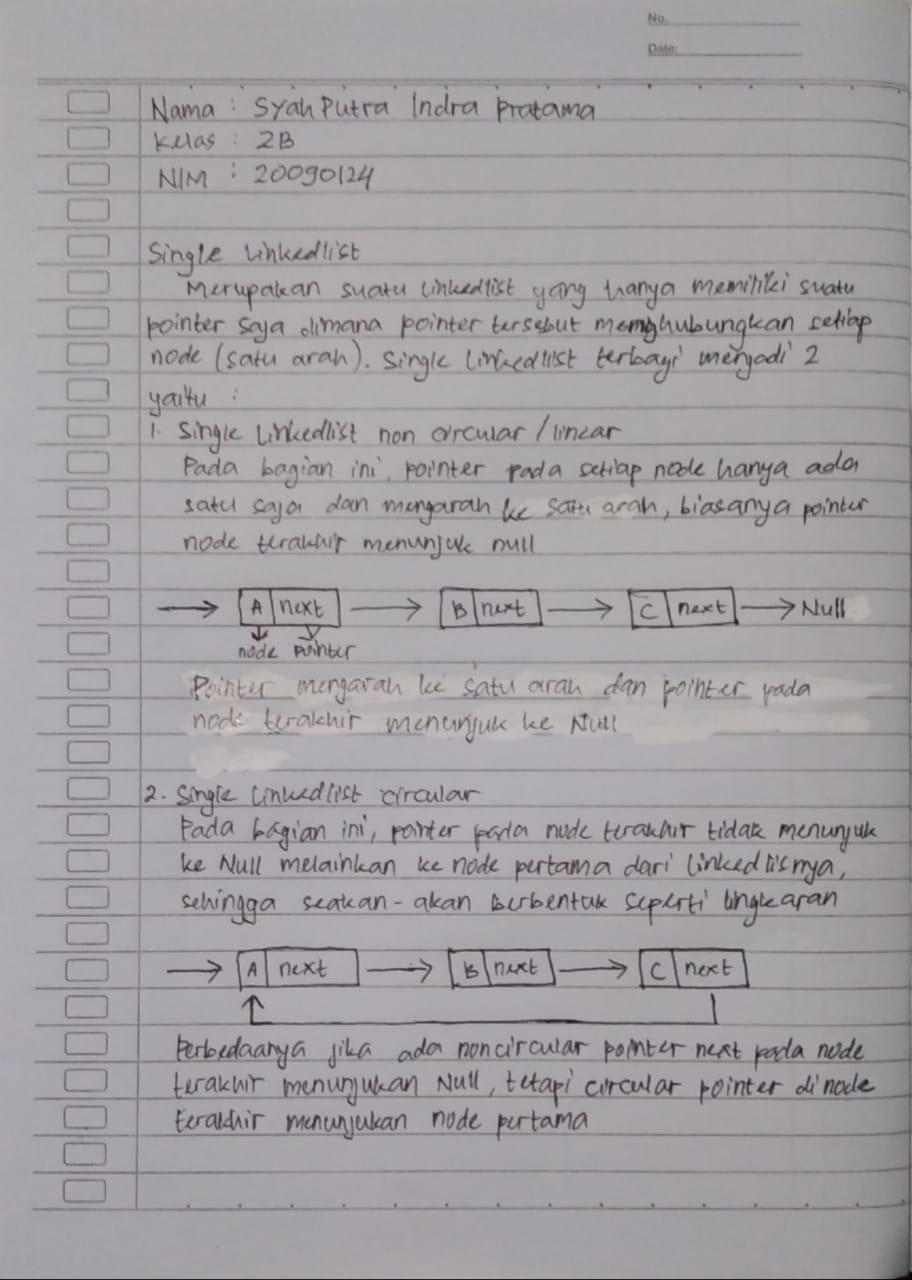 No.
Date:
Nama : Syah Putra Indra Pratama
Kelas : 2B
NIM : 20090124
Single Linkedlist
Merupakan suatu Linkedlist yang hanya memiliki suatu
pointer saja dimana pointer tersebut memghubungkan setiap
node (satu arah). Single Linkedlist terbagi menjadi 2
yaitu :
1. Single Linkedlist non circular / linear
Pada bagian ini, pointer pada setiap node hanya ada
satu saja dan mengarah ke satu arah, biasanya pointer
node terakhir menunjuk null
A next B next C next Null
node pointer
Pointer mengarah ke satu arah dan pointer pada
node terakhir menunjuk ke Null
2. Single Linkedlist circular
Pada bagian ini, pointer pada node terakhir tidak menunjuk
ke Null melainkan ke node pertama dari linkedlisnya,
sehingga seakan-akan berbentuk seperti lingkaran
A next B next C next
Perbedaanya jika ada noncircular pointer next pada node
terakhir menunjukan Null, tetapi circular pointer di node
terakhir menunjukan node pertama